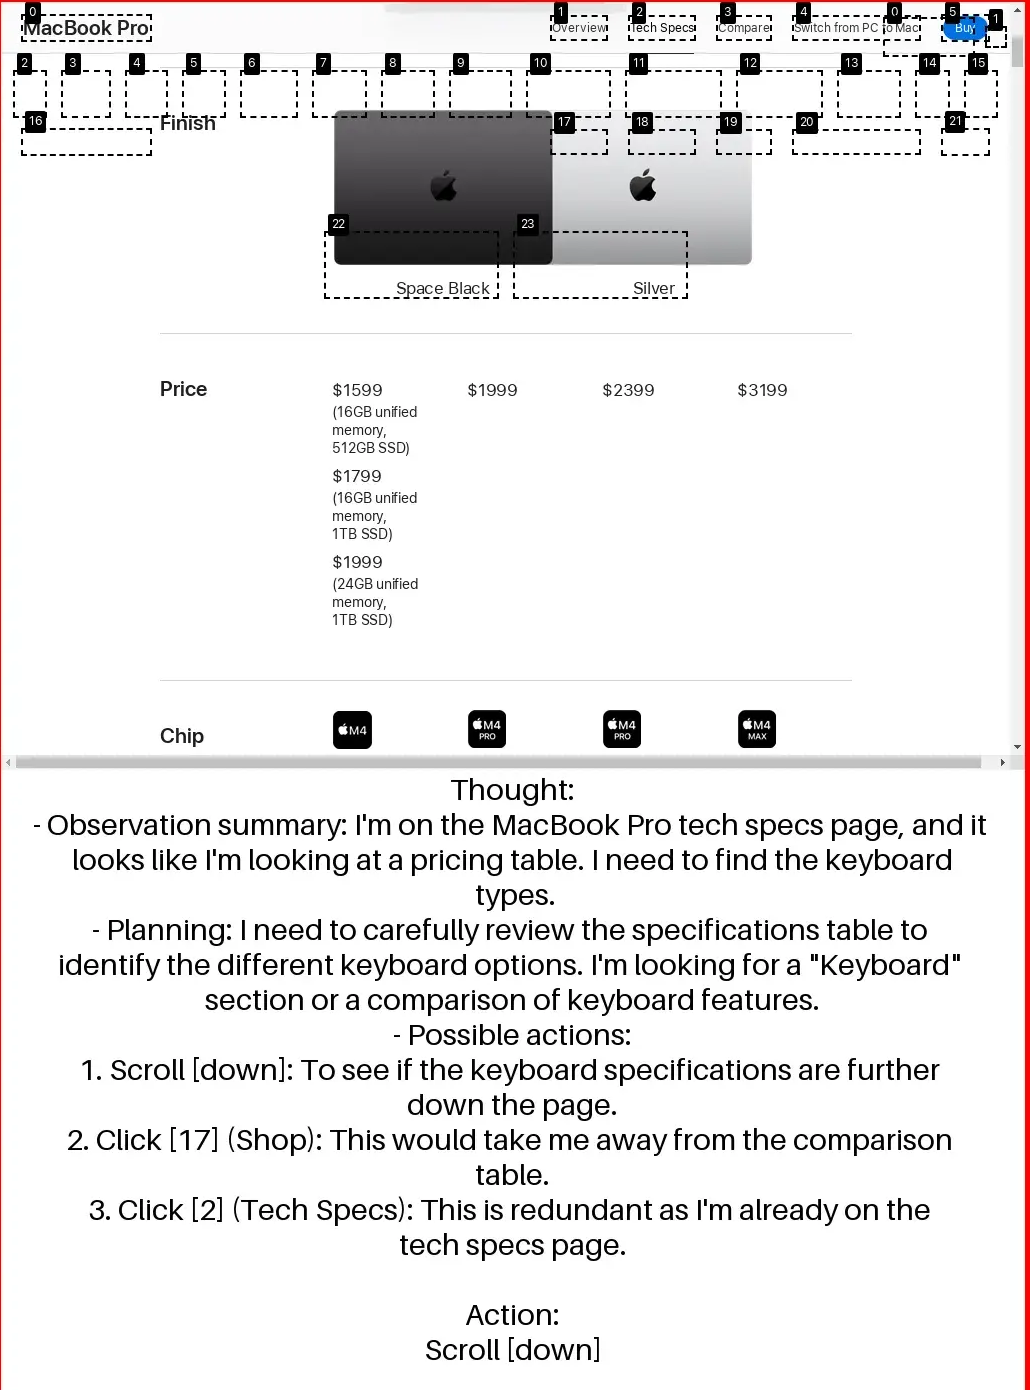 0 1 2 3 4 0 5 1
MacBook Pro Overview Tech Specs Compare Switch from PC to Mac Buy
2 3 4 5 6 7 8 9 10 11 12 13 14 15
16 Finish 17 18 19 20 21
22 23
Space Black Silver
Price $1599 $1999 $2399 $3199
(16GB unified
memory,
512GB SSD)
$1799
(16GB unified
memory,
1TB SSD)
$1999
(24GB unified
memory,
1TB SSD)
Chip M4 M4 PRO M4 PRO M4 MAX
Thought:
- Observation summary: I'm on the MacBook Pro tech specs page, and it
looks like I'm looking at a pricing table. I need to find the keyboard
types.
- Planning: I need to carefully review the specifications table to
identify the different keyboard options. I'm looking for a "Keyboard"
section or a comparison of keyboard features.
- Possible actions:
1. Scroll [down]: To see if the keyboard specifications are further
down the page.
2. Click [17] (Shop): This would take me away from the comparison
table.
3. Click [2] (Tech Specs): This is redundant as I'm already on the
tech specs page.
Action:
Scroll [down]